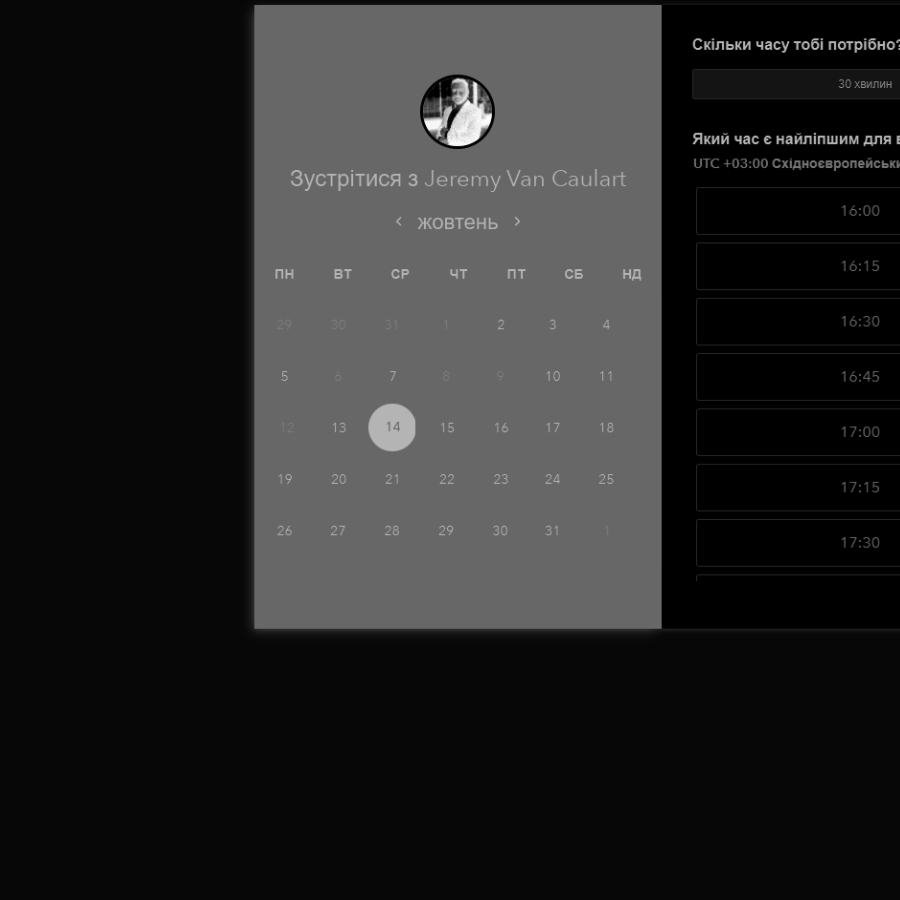 Зустрітися з Jeremy Van Caulart
‹ жовтень ›
ПН ВТ СР ЧТ ПТ СБ НД
29 30 31 1 2 3 4
5 6 7 8 9 10 11
12 13 14 15 16 17 18
19 20 21 22 23 24 25
26 27 28 29 30 31 1
Скільки часу тобі потрібно?
30 хвилин
Який час є найліпшим для
UTC +03:00 Східноєвропейськи
16:00
16:15
16:30
16:45
17:00
17:15
17:30